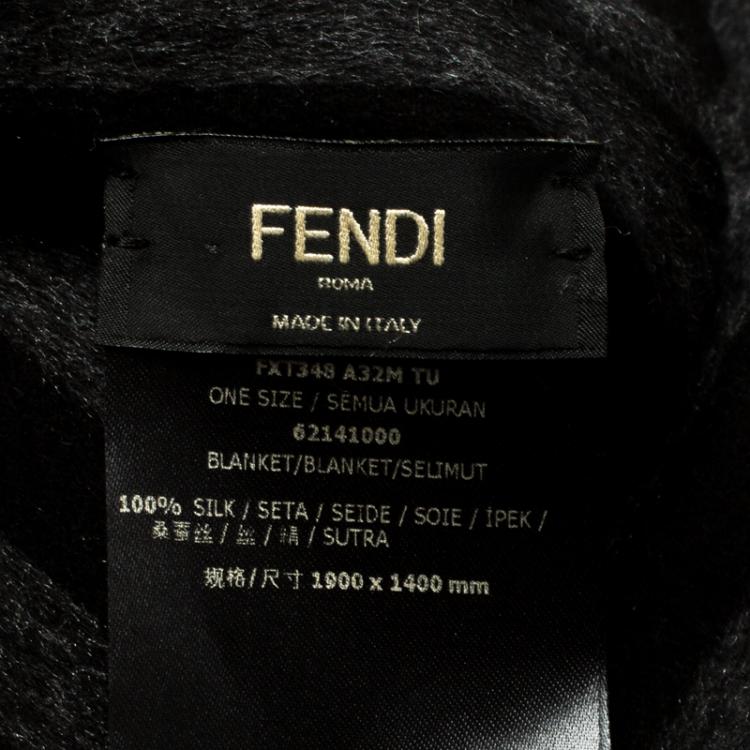 FENDI
ROMA
MADE IN ITALY
FXT348 A32M TU
ONE SIZE / SEMUA UKURAN
62141000
BLANKET/BLANKET/SELIMUT
100% SILK / SETA / SEIDE / SOIE / İPEK /
桑蚕丝 / 丝 / 絹 / SUTRA
规格/尺寸 1900 x 1400 mm